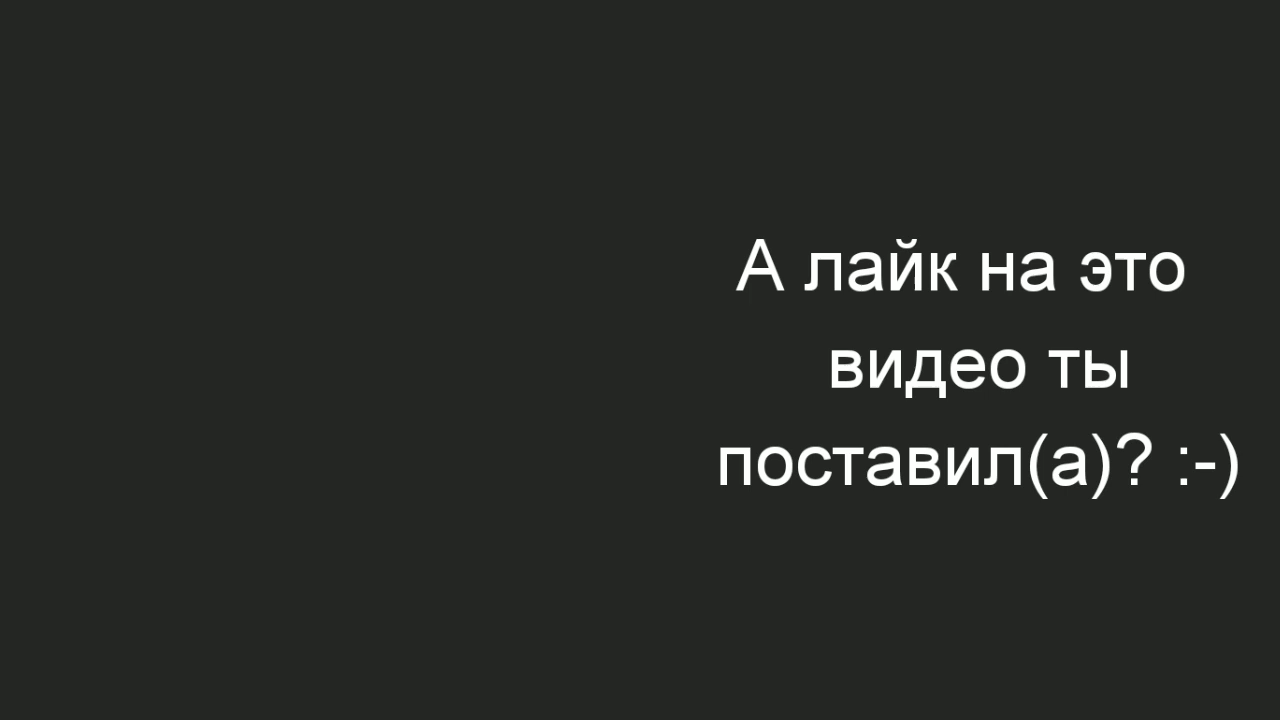 А лайк на это
видео ты
поставил(а)? :-)